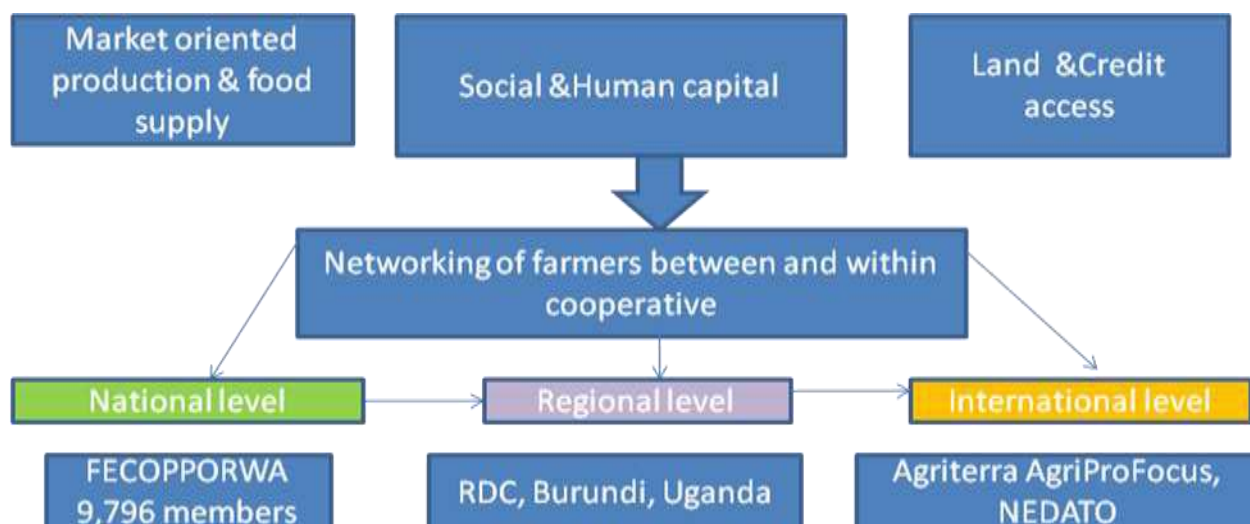 Market oriented
production & food
supply
Social &Human capital
Land &Credit
access
Networking of farmers between and within
cooperative
National level
Regional level
International level
FECOPPORWA
9,796 members
RDC, Burundi, Uganda
Agriterra AgriProFocus,
NEDATO